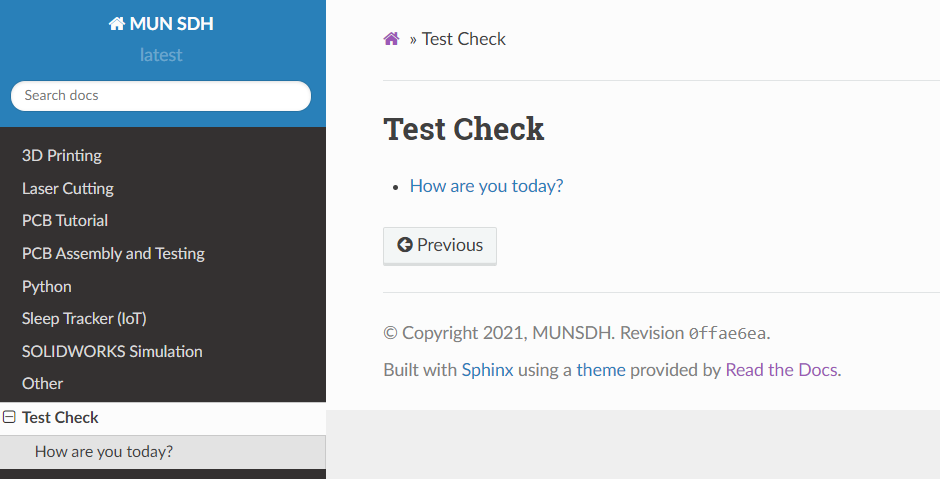 MUN SDH
latest
Search docs
3D Printing
Laser Cutting
PCB Tutorial
PCB Assembly and Testing
Python
Sleep Tracker (IoT)
SOLIDWORKS Simulation
Other
Test Check
How are you today?
» Test Check
Test Check
• How are you today?
Previous
© Copyright 2021, MUNSDH. Revision 0ffae6ea.
Built with Sphinx using a theme provided by Read the Docs.